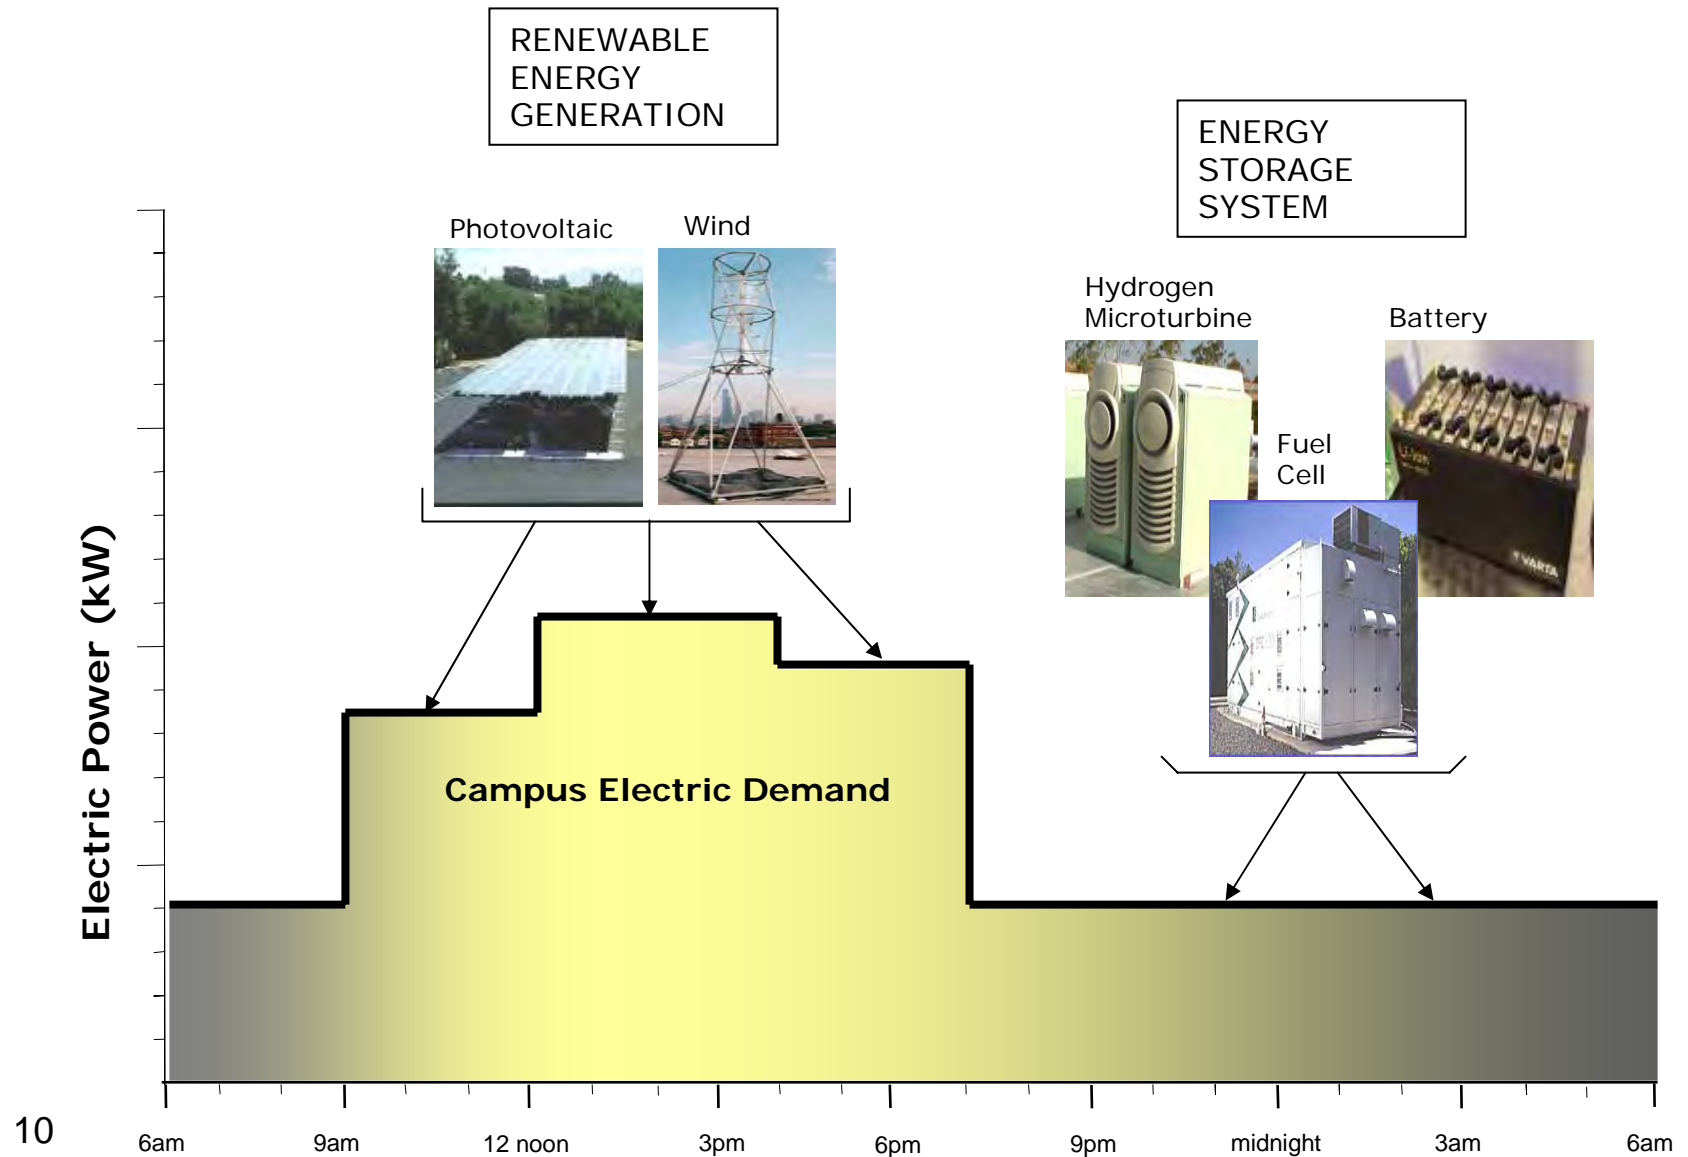 RENEWABLE
ENERGY
GENERATION
ENERGY
STORAGE
SYSTEM
Photovoltaic
Wind
Hydrogen
Microturbine
Battery
Fuel
Cell
VARTA
Electric Power (kW)
Campus Electric Demand
6am
9am
12 noon
3pm
6pm
9pm
midnight
3am
6am
10